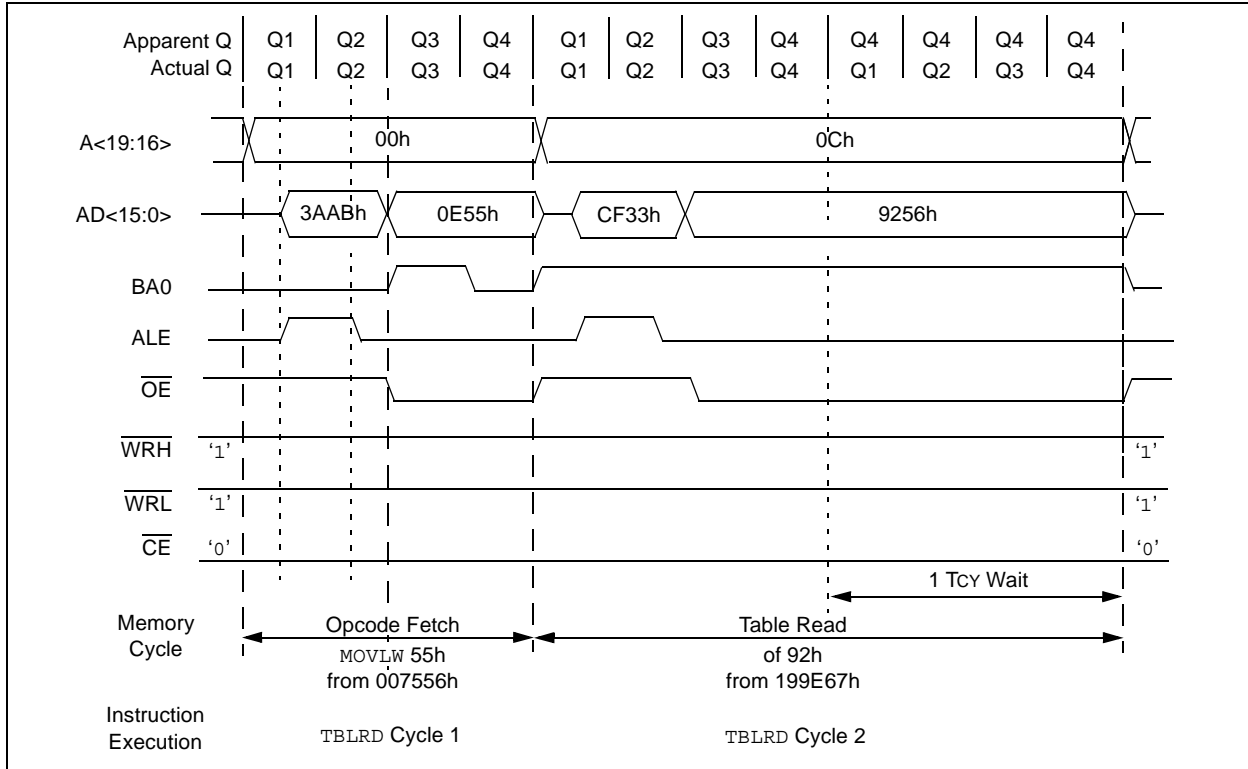 Apparent Q Q1 Q2 Q3 Q4 Q1 Q2 Q3 Q4 Q4 Q4 Q4 Q4
Actual Q Q1 Q2 Q3 Q4 Q1 Q2 Q3 Q4 Q1 Q2 Q3 Q4
A<19:16> 00h 0Ch
AD<15:0> 3AABh 0E55h CF33h 9256h
BA0
ALE
OE
WRH ‘1’ ‘1’
WRL ‘1’ ‘1’
CE ‘0’ ‘0’
1 TCY Wait
Memory
Cycle
Opcode Fetch
MOVLW 55h
from 007556h
Table Read
of 92h
from 199E67h
Instruction
Execution
TBLRD Cycle 1
TBLRD Cycle 2